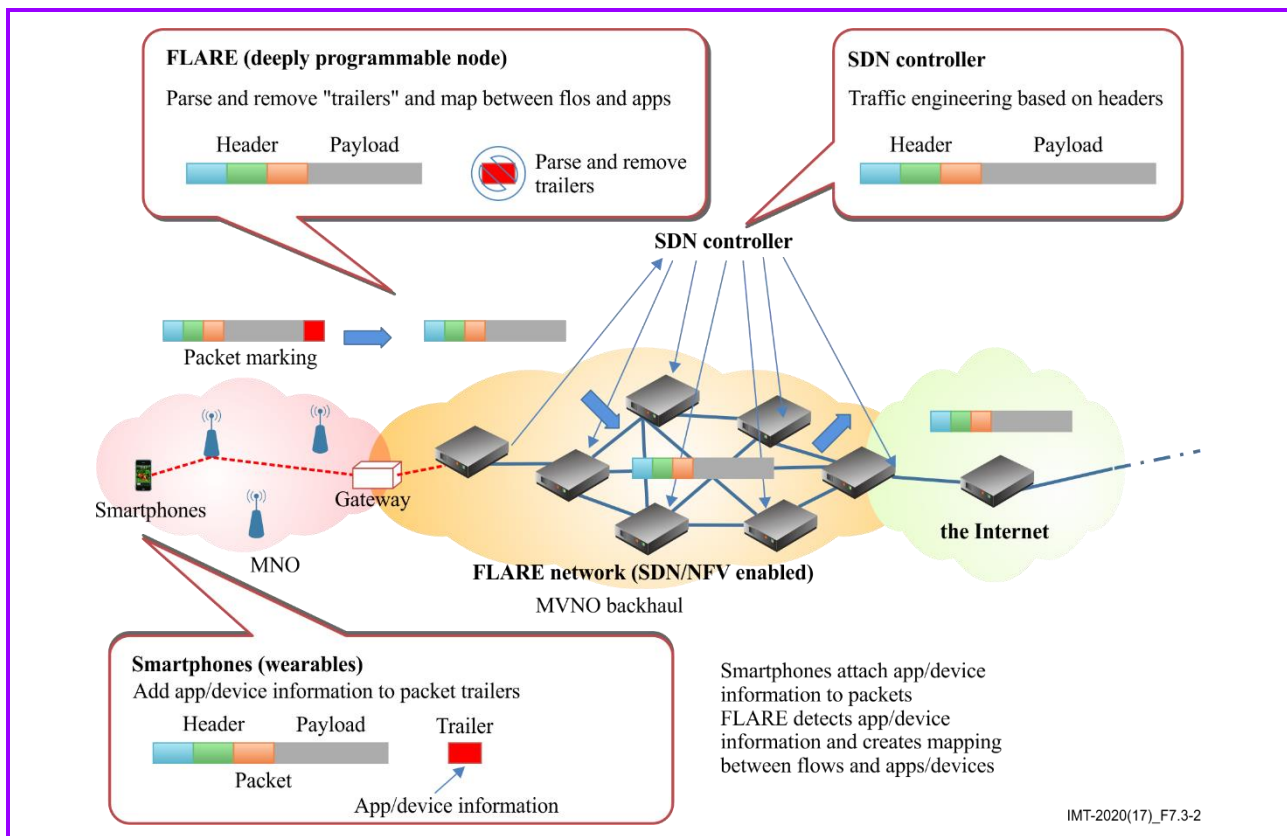 FLARE (deeply programmable node)
Parse and remove "trailers" and map between flos and apps
Header
Payload
Parse and remove
trailers
SDN controller
Traffic engineering based on headers
Header
Payload
SDN controller
Packet marking
Smartphones
Gateway
MNO
the Internet
FLARE network (SDN/NFV enabled)
MVNO backhaul
Smartphones (wearables)
Add app/device information to packet trailers
Header
Payload
Trailer
Packet
App/device information
Smartphones attach app/device
information to packets
FLARE detects app/device
information and creates mapping
between flows and apps/devices
IMT-2020(17)_F7.3-2